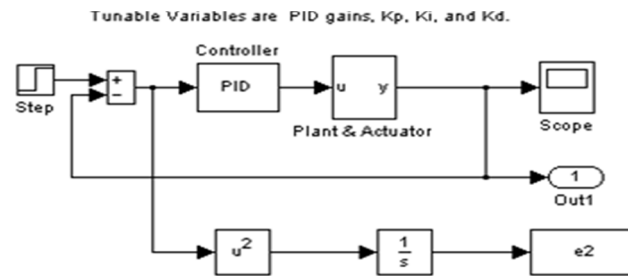 Tunable Variables are PID gains, Kp, Ki, and Kd.
Controller
+
−
PID
u y
Step
Plant & Actuator
Scope
1
Out1
u²
1
s
e2